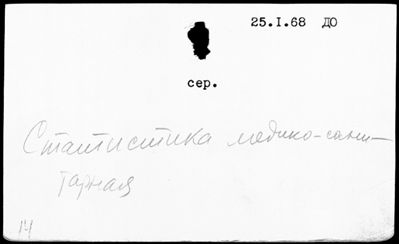 25.I.68 ДО
сер.
Статистика медико-сани-
тарная
14